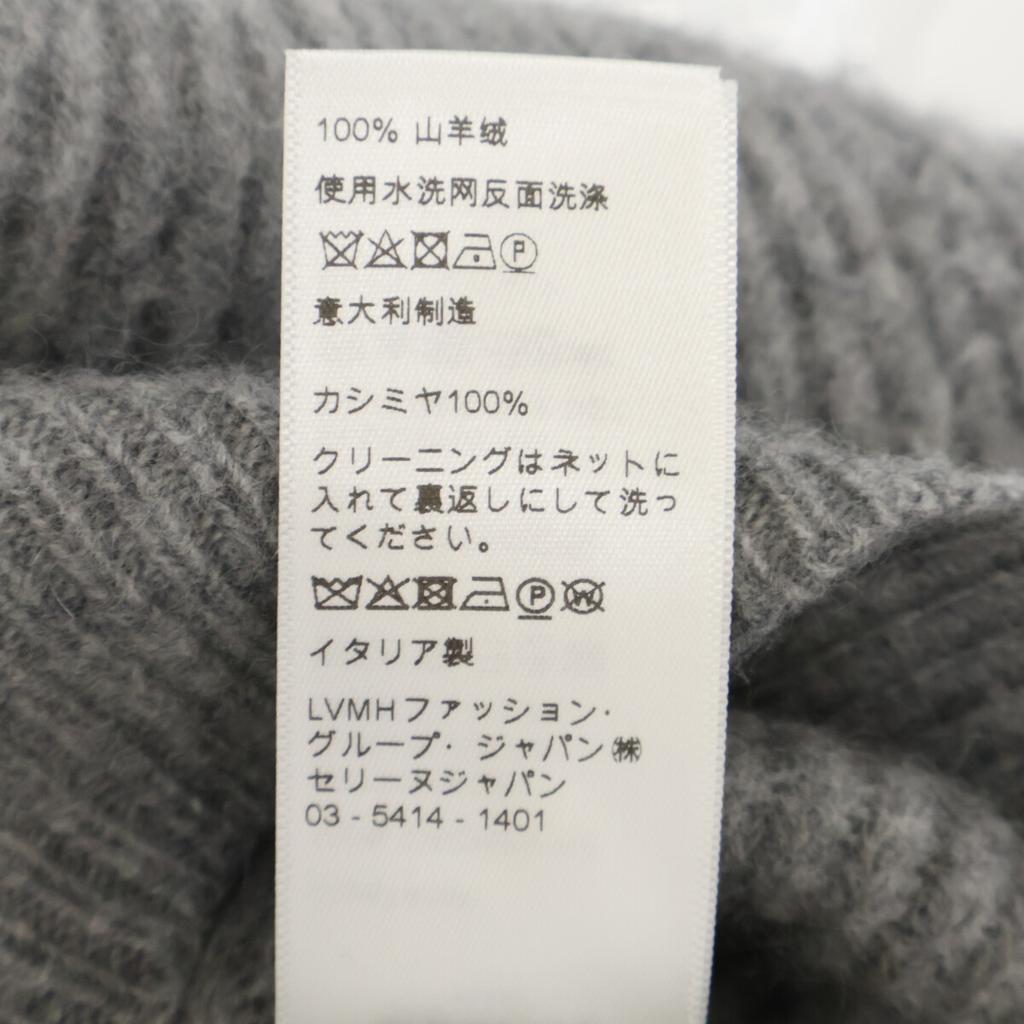 100% 山羊绒
使用水洗网反面洗涤
P
意大利制造
カシミヤ100%
クリーニングはネットに
入れて裏返しにして洗っ
てください。
P W
イタリア製
LVMHファッション・
グループ・ジャパン㈱
セリーヌジャパン
03 - 5414 - 1401